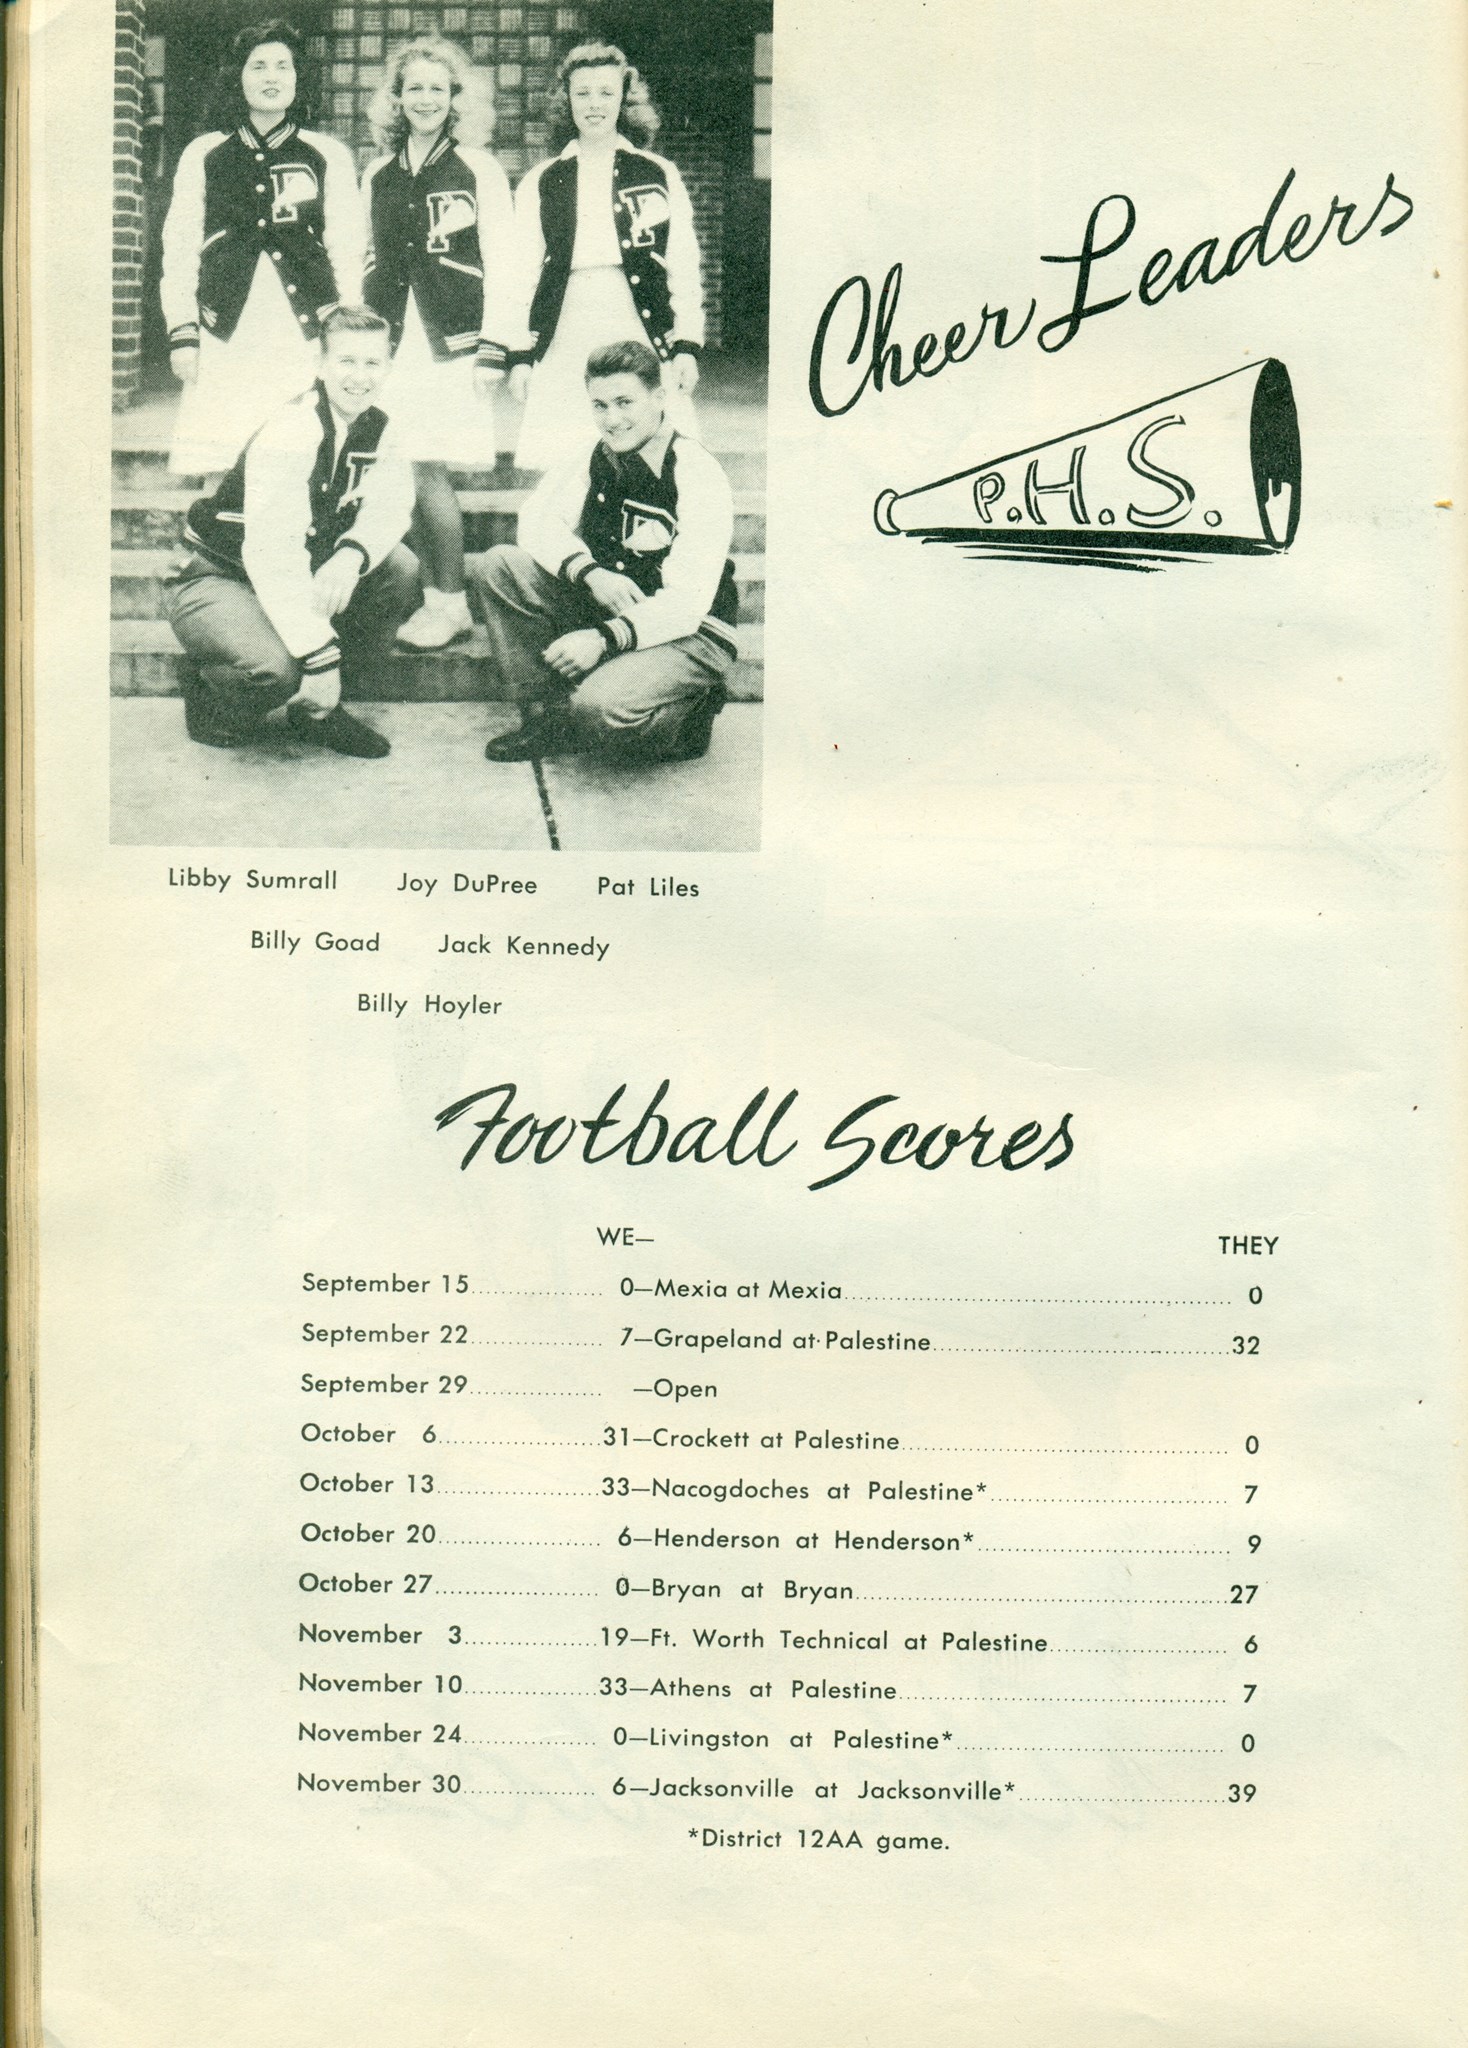 Cheer Leaders
P.H.S.
Libby Sumrall Joy DuPree Pat Liles
Billy Goad Jack Kennedy
Billy Hoyler
Football Scores
WE— THEY
September 15 0—Mexia at Mexia 0
September 22 7—Grapeland at Palestine 32
September 29 —Open
October 6 31—Crockett at Palestine 0
October 13 33—Nacogdoches at Palestine* 7
October 20 6—Henderson at Henderson* 9
October 27 0—Bryan at Bryan 27
November 3 19—Ft. Worth Technical at Palestine 6
November 10 33—Athens at Palestine 7
November 24 0—Livingston at Palestine* 0
November 30 6—Jacksonville at Jacksonville* 39
*District 12AA game.